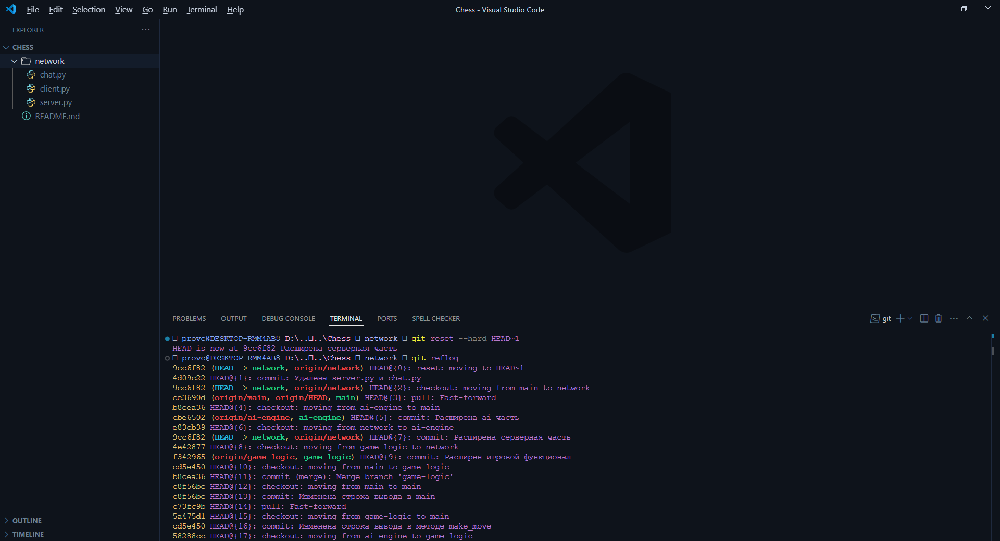 File Edit Selection View Go Run Terminal Help
Chess - Visual Studio Code
EXPLORER
CHESS
network
chat.py
client.py
server.py
README.md
OUTLINE
TIMELINE
PROBLEMS OUTPUT DEBUG CONSOLE TERMINAL PORTS SPELL CHECKER
git
provc@DESKTOP-RMM4AB8 D:\..□..\Chess □ network □ git reset --hard HEAD~1
HEAD is now at 9cc6f82 Расширена серверная часть
provc@DESKTOP-RMM4AB8 D:\..□..\Chess □ network □ git reflog
9cc6f82 (HEAD -> network, origin/network) HEAD@{0}: reset: moving to HEAD~1
4d09c22 HEAD@{1}: commit: Удалены server.py и chat.py
9cc6f82 (HEAD -> network, origin/network) HEAD@{2}: checkout: moving from main to network
ce3690d (origin/main, origin/HEAD, main) HEAD@{3}: pull: Fast-forward
b8cea36 HEAD@{4}: checkout: moving from ai-engine to main
cbe6502 (origin/ai-engine, ai-engine) HEAD@{5}: commit: Расширена ai часть
e83cb39 HEAD@{6}: checkout: moving from network to ai-engine
9cc6f82 (HEAD -> network, origin/network) HEAD@{7}: commit: Расширена серверная часть
4e42877 HEAD@{8}: checkout: moving from game-logic to network
f342965 (origin/game-logic, game-logic) HEAD@{9}: commit: Расширен игровой функционал
cd5e450 HEAD@{10}: checkout: moving from main to game-logic
b8cea36 HEAD@{11}: commit (merge): Merge branch 'game-logic'
c8f56bc HEAD@{12}: checkout: moving from main to main
c8f56bc HEAD@{13}: commit: Изменена строка вывода в main
c73fc9b HEAD@{14}: pull: Fast-forward
5a475d1 HEAD@{15}: checkout: moving from game-logic to main
cd5e450 HEAD@{16}: commit: Изменена строка вывода в методе make_move
58288cc HEAD@{17}: checkout: moving from ai-engine to game-logic